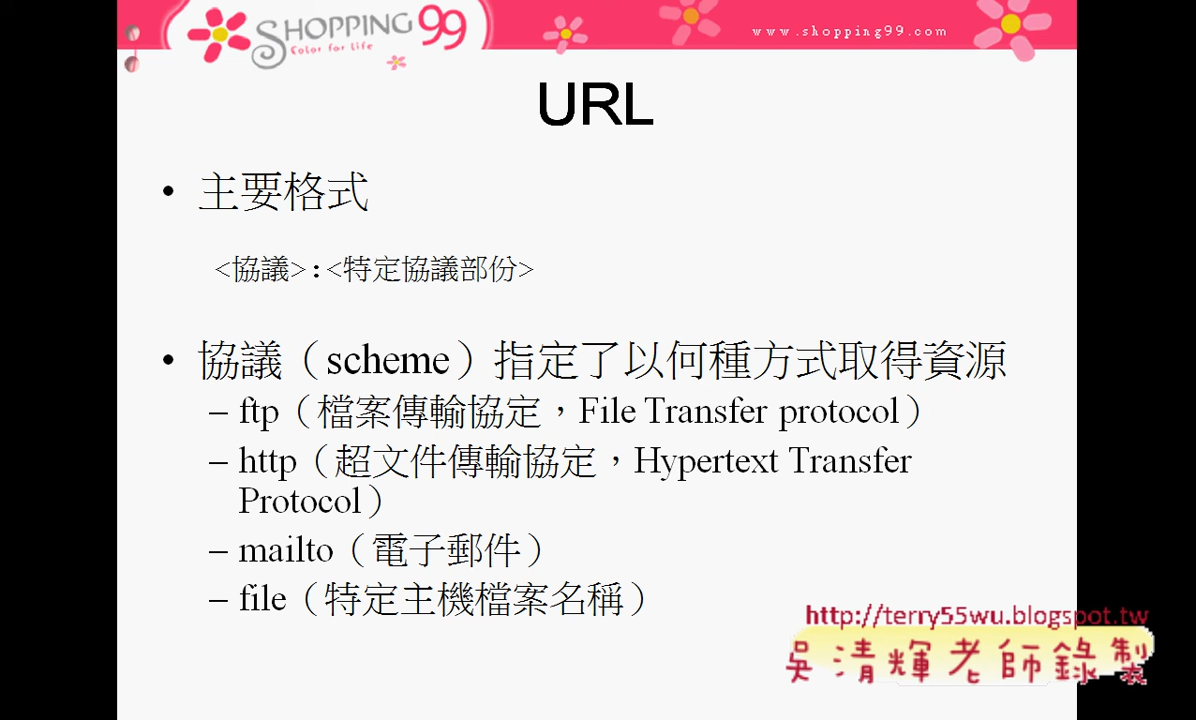 SHOPPING 99
Color for Life
www.shopping99.com
URL
• 主要格式
<協議>:<特定協議部份>
• 協議（scheme）指定了以何種方式取得資源
– ftp（檔案傳輸協定，File Transfer protocol）
– http（超文件傳輸協定，Hypertext Transfer
Protocol）
– mailto（電子郵件）
– file（特定主機檔案名稱）
http://terry55wu.blogspot.tw
吳清輝老師錄製